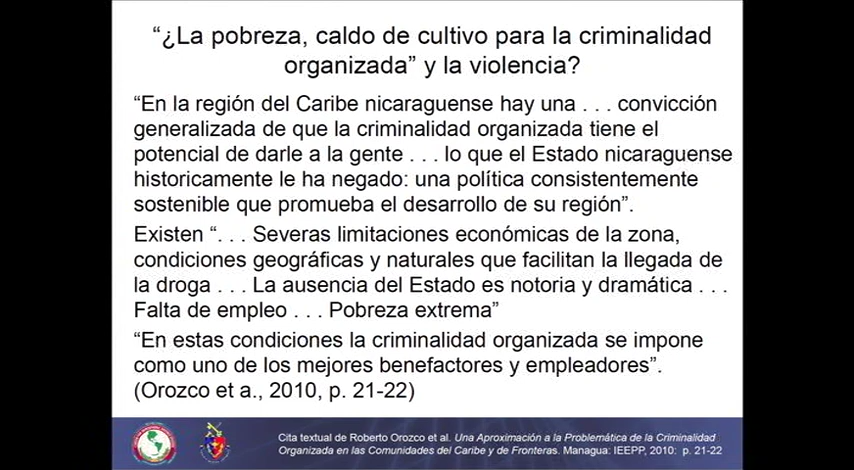 “¿La pobreza, caldo de cultivo para la criminalidad
organizada” y la violencia?
“En la región del Caribe nicaraguense hay una . . . convicción
generalizada de que la criminalidad organizada tiene el
potencial de darle a la gente . . . lo que el Estado nicaraguense
historicamente le ha negado: una política consistentemente
sostenible que promueba el desarrollo de su región”.
Existen “. . . Severas limitaciones económicas de la zona,
condiciones geográficas y naturales que facilitan la llegada de
la droga . . . La ausencia del Estado es notoria y dramática . . .
Falta de empleo . . . Pobreza extrema”
“En estas condiciones la criminalidad organizada se impone
como uno de los mejores benefactores y empleadores”.
(Orozco et a., 2010, p. 21-22)
Cita textual de Roberto Orozco et al. Una Aproximación a la Problemática de la Criminalidad
Organizada en las Comunidades del Caribe y de Fronteras. Managua: IEEPP, 2010; p. 21-22